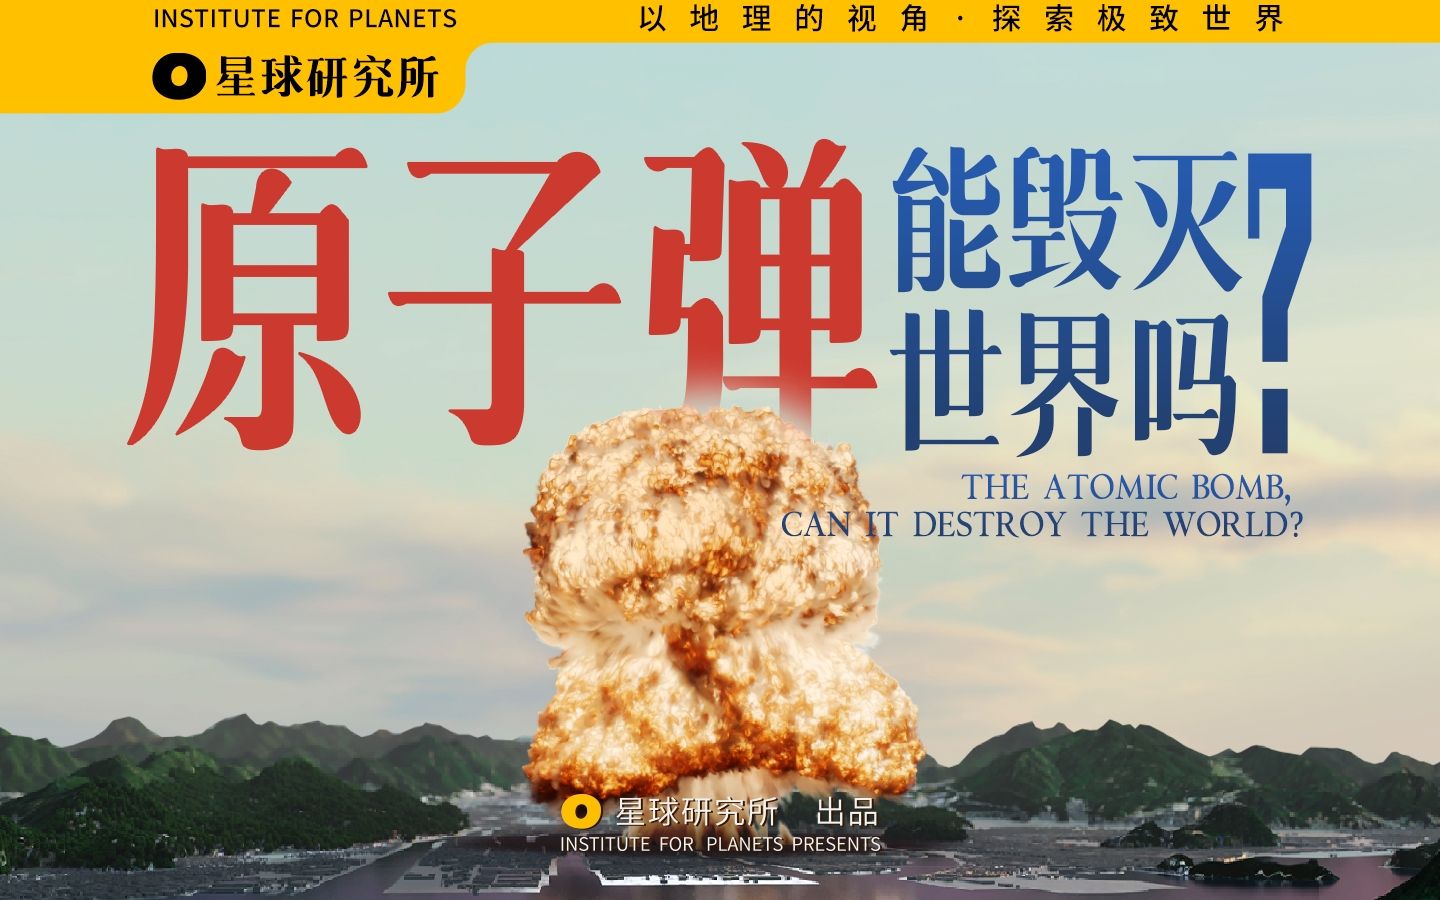 INSTITUTE FOR PLANETS
以地理的视角·探索极致世界
星球研究所
原子弹
能毁灭
世界吗?
THE ATOMIC BOMB,
CAN IT DESTROY THE WORLD?
星球研究所 出品
INSTITUTE FOR PLANETS PRESENTS